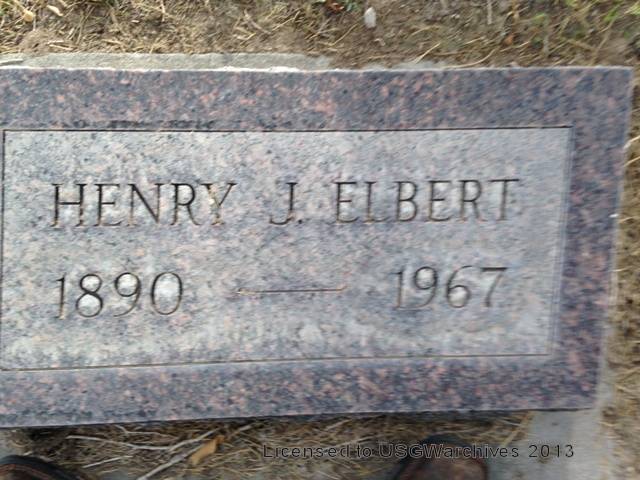 HENRY J. ELBERT
1890 — 1967
Licensed to USGWarchives 2013